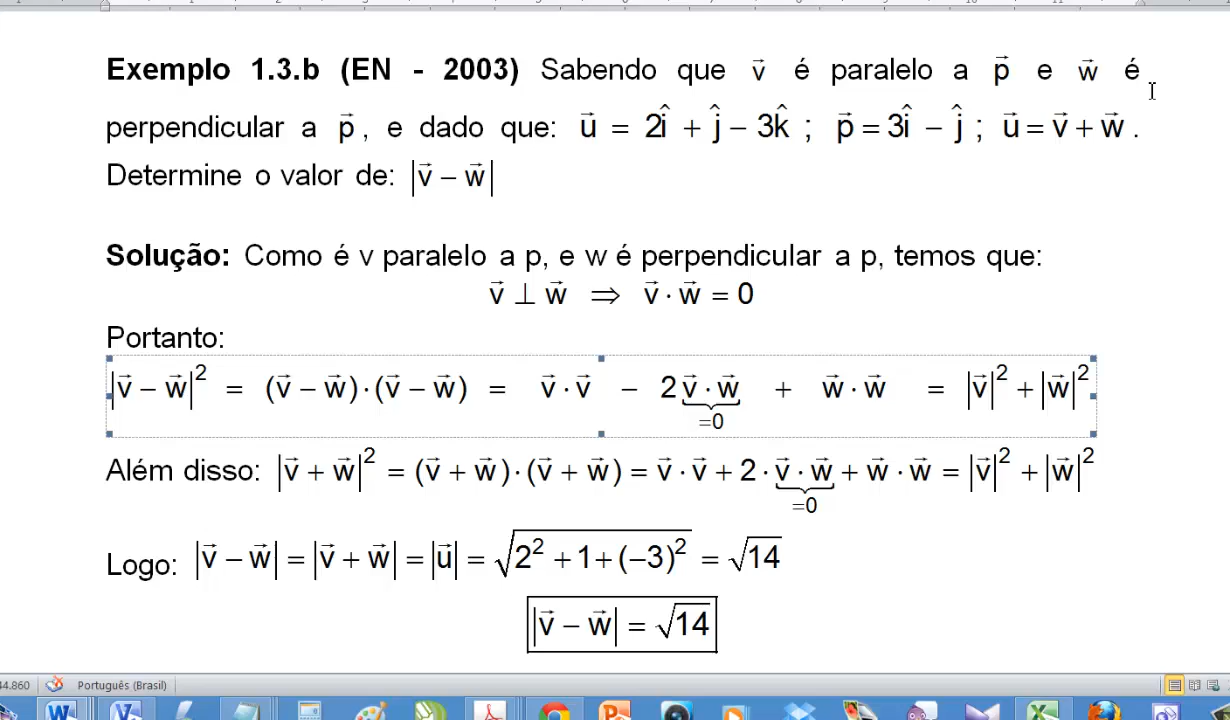 Exemplo 1.3.b (EN - 2003) Sabendo que v⃗ é paralelo a p⃗ e w⃗ é
perpendicular a p⃗, e dado que: u⃗ = 2î + ĵ − 3k̂ ; p⃗ = 3î − ĵ ; u⃗ = v⃗ + w⃗ .
Determine o valor de: |v⃗ − w⃗|
Solução: Como é v paralelo a p, e w é perpendicular a p, temos que:
v⃗ ⊥ w⃗ ⇒ v⃗ · w⃗ = 0
Portanto:
|v⃗ − w⃗|² = (v⃗ − w⃗)·(v⃗ − w⃗) = v⃗ · v⃗ − 2 v⃗ · w⃗ + w⃗ · w⃗ = |v⃗|² + |w⃗|²
=0
Além disso: |v⃗ + w⃗|² = (v⃗ + w⃗)·(v⃗ + w⃗) = v⃗ · v⃗ + 2 · v⃗ · w⃗ + w⃗ · w⃗ = |v⃗|² + |w⃗|²
=0
Logo: |v⃗ − w⃗| = |v⃗ + w⃗| = |u⃗| = √(2² + 1 + (−3)²) = √14
|v⃗ − w⃗| = √14
44.860 Português (Brasil)